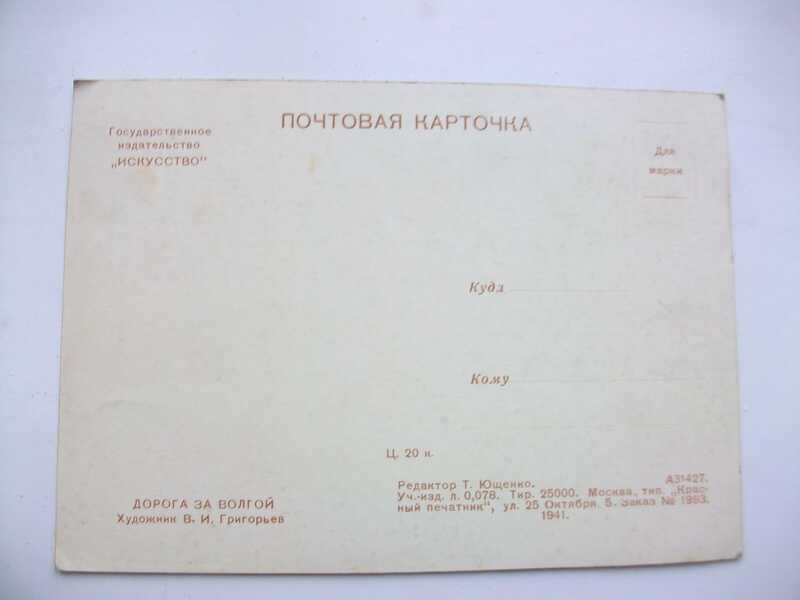 Государственное
издательство
„ИСКУССТВО"
ПОЧТОВАЯ КАРТОЧКА
Для
марки
Куда
Кому
Ц. 20 к.
ДОРОГА ЗА ВОЛГОЙ
Художник В. И. Григорьев
Редактор Т. Ющенко. А31427.
Уч.-изд. л. 0,078. Тир. 25000. Москва, тип. „Крас-
ный печатник", ул. 25 Октября, 5. Заказ № 1993.
1941.